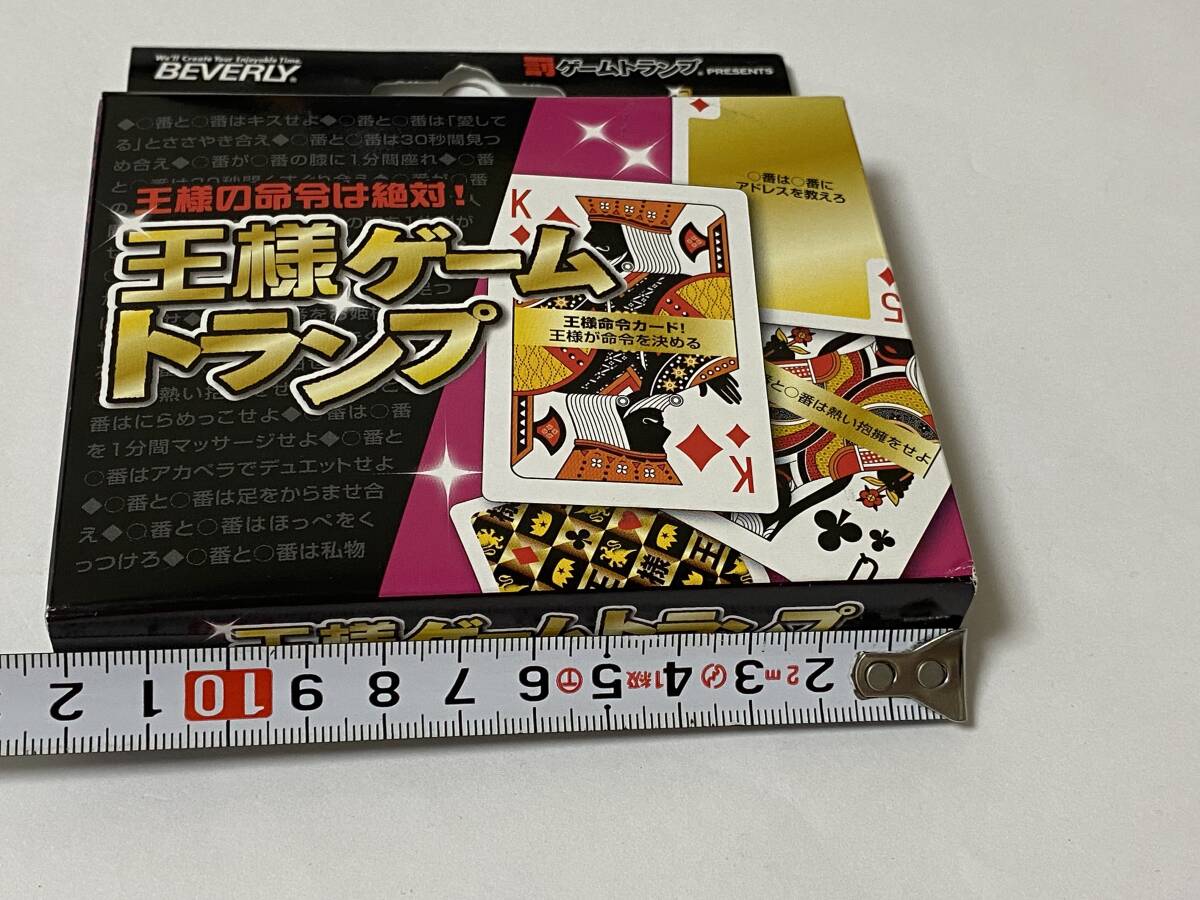 We'll Create Your Enjoyable Time.
BEVERLY.
罰ゲームトランプ® PRESENTS
◆○番と○番はキスせよ◆○番と○番は「愛して
る」とささやき合え◆○番と○番は30秒間見つ
め合え◆○番が○番の膝に1分間座れ◆○番
王様の命令は絶対！
王様ゲーム
トランプ
熱い抱
番はにらめっこせよ◆○番は○番
を1分間マッサージせよ◆○番と
○番はアカペラでデュエットせよ
◆○番と○番は足をからませ合
え◆○番と○番はほっぺをく
っつけろ◆○番と○番は私物
K
王様命令カード！
王様が命令を決める
K
○番は○番に
アドレスを教えろ
5
番と○番は熱い抱擁をせよ
Q
王
様
王様ゲームトランプ
2 1 10 9 8 7 6 5 1級 4 3 2m 2